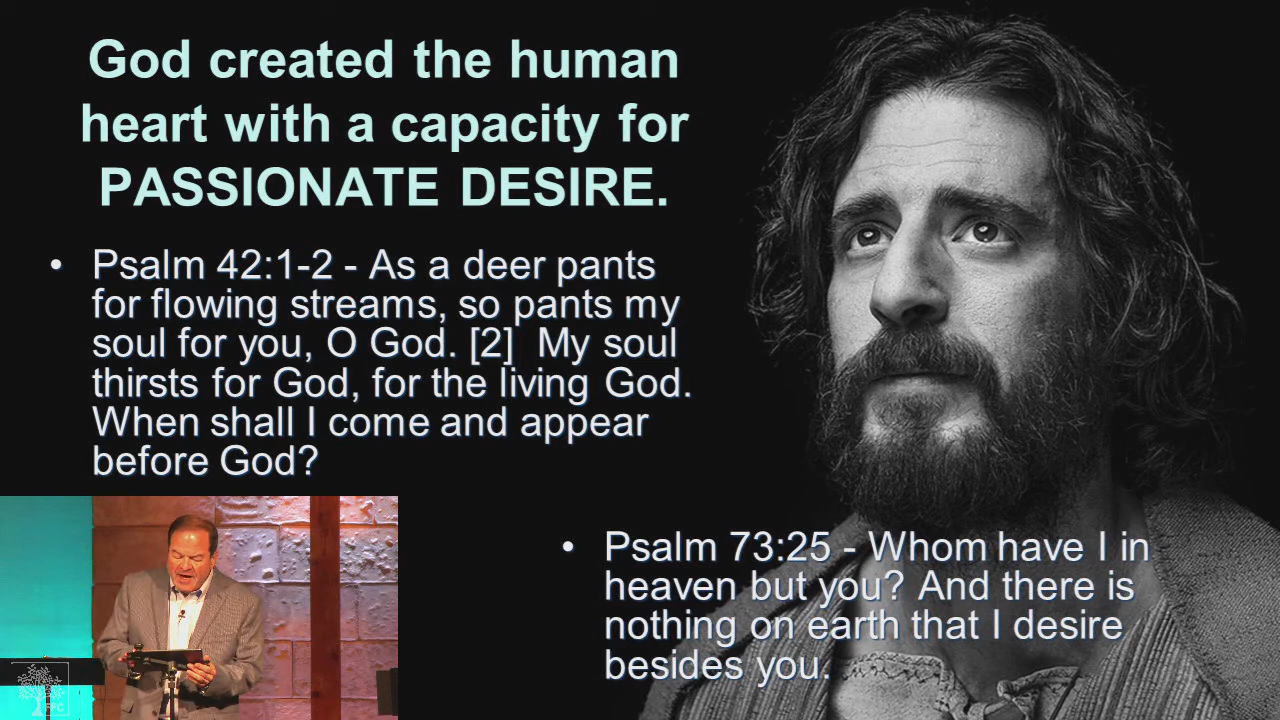 God created the human
heart with a capacity for
PASSIONATE DESIRE.
• Psalm 42:1-2 - As a deer pants
for flowing streams, so pants my
soul for you, O God. [2] My soul
thirsts for God, for the living God.
When shall I come and appear
before God?
• Psalm 73:25 - Whom have I in
heaven but you? And there is
nothing on earth that I desire
besides you.
FPC